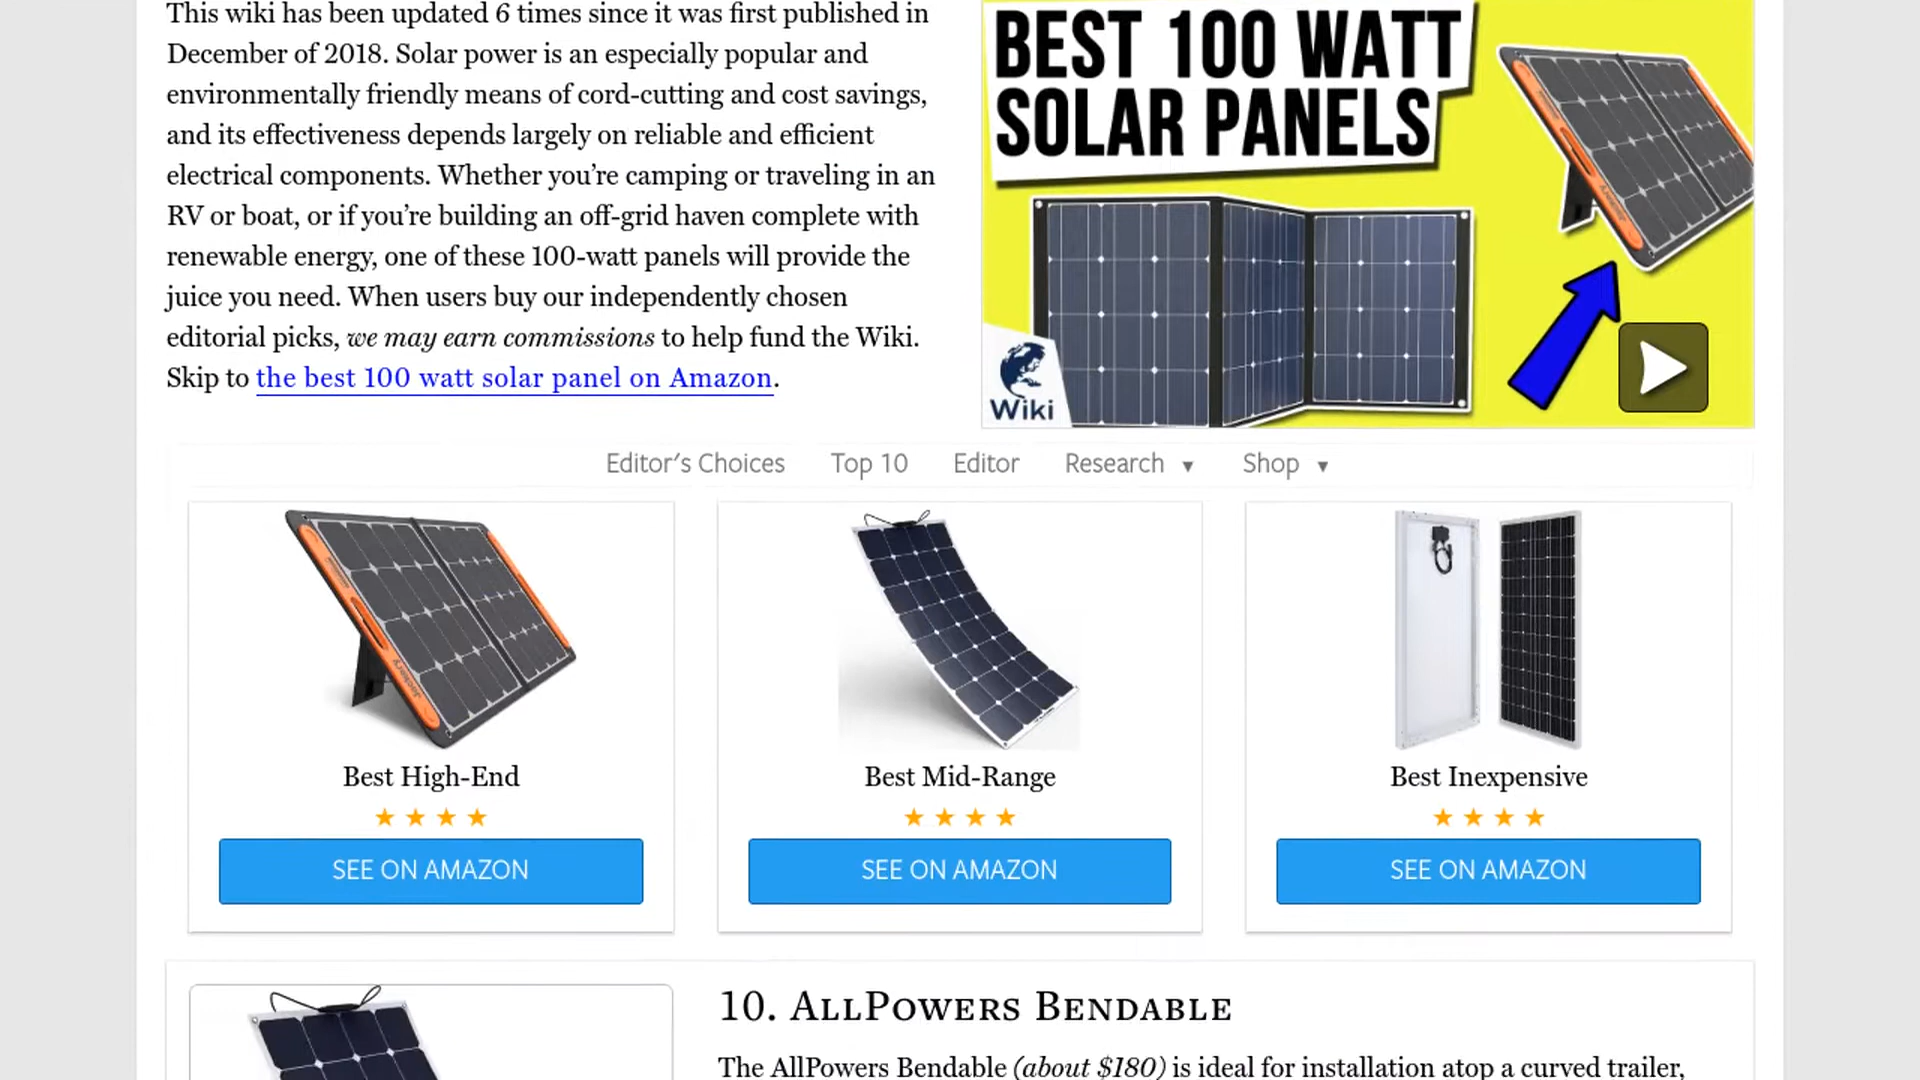 This wiki has been updated 6 times since it was first published in
December of 2018. Solar power is an especially popular and
environmentally friendly means of cord-cutting and cost savings,
and its effectiveness depends largely on reliable and efficient
electrical components. Whether you’re camping or traveling in an
RV or boat, or if you’re building an off-grid haven complete with
renewable energy, one of these 100-watt panels will provide the
juice you need. When users buy our independently chosen
editorial picks, we may earn commissions to help fund the Wiki.
Skip to the best 100 watt solar panel on Amazon.
BEST 100 WATT
SOLAR PANELS
Wiki
Editor's Choices Top 10 Editor Research ▼ Shop ▼
Jackery
Best High-End
★ ★ ★ ★
SEE ON AMAZON
Best Mid-Range
★ ★ ★ ★
SEE ON AMAZON
Best Inexpensive
★ ★ ★ ★
SEE ON AMAZON
10. AllPowers Bendable
The AllPowers Bendable (about $180) is ideal for installation atop a curved trailer,